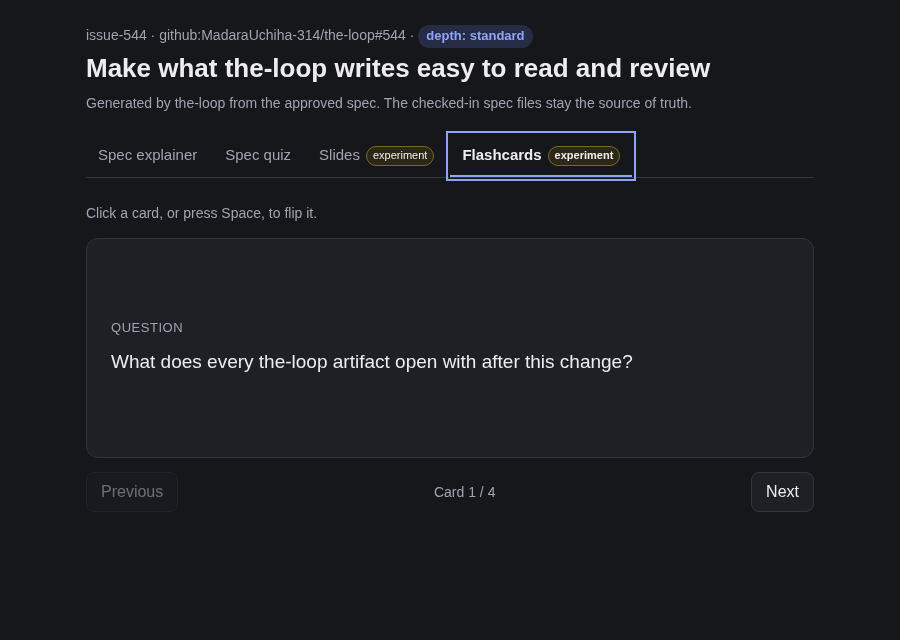 issue-544 · github:MadaraUchiha-314/the-loop#544 · depth: standard
Make what the-loop writes easy to read and review
Generated by the-loop from the approved spec. The checked-in spec files stay the source of truth.
Spec explainer Spec quiz Slides experiment Flashcards experiment
Click a card, or press Space, to flip it.
QUESTION
What does every the-loop artifact open with after this change?
Previous Card 1 / 4 Next